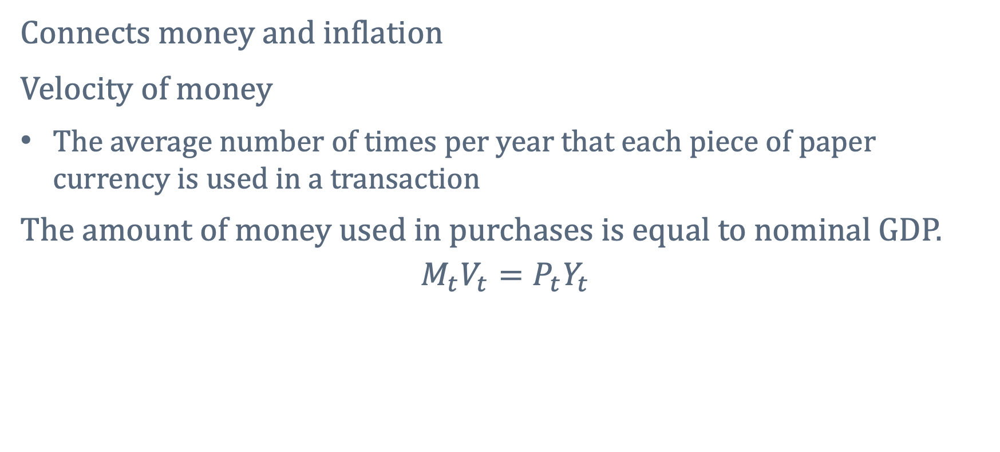 Connects money and inflation
Velocity of money
• The average number of times per year that each piece of paper
currency is used in a transaction
The amount of money used in purchases is equal to nominal GDP.
$M_t V_t = P_t Y_t$